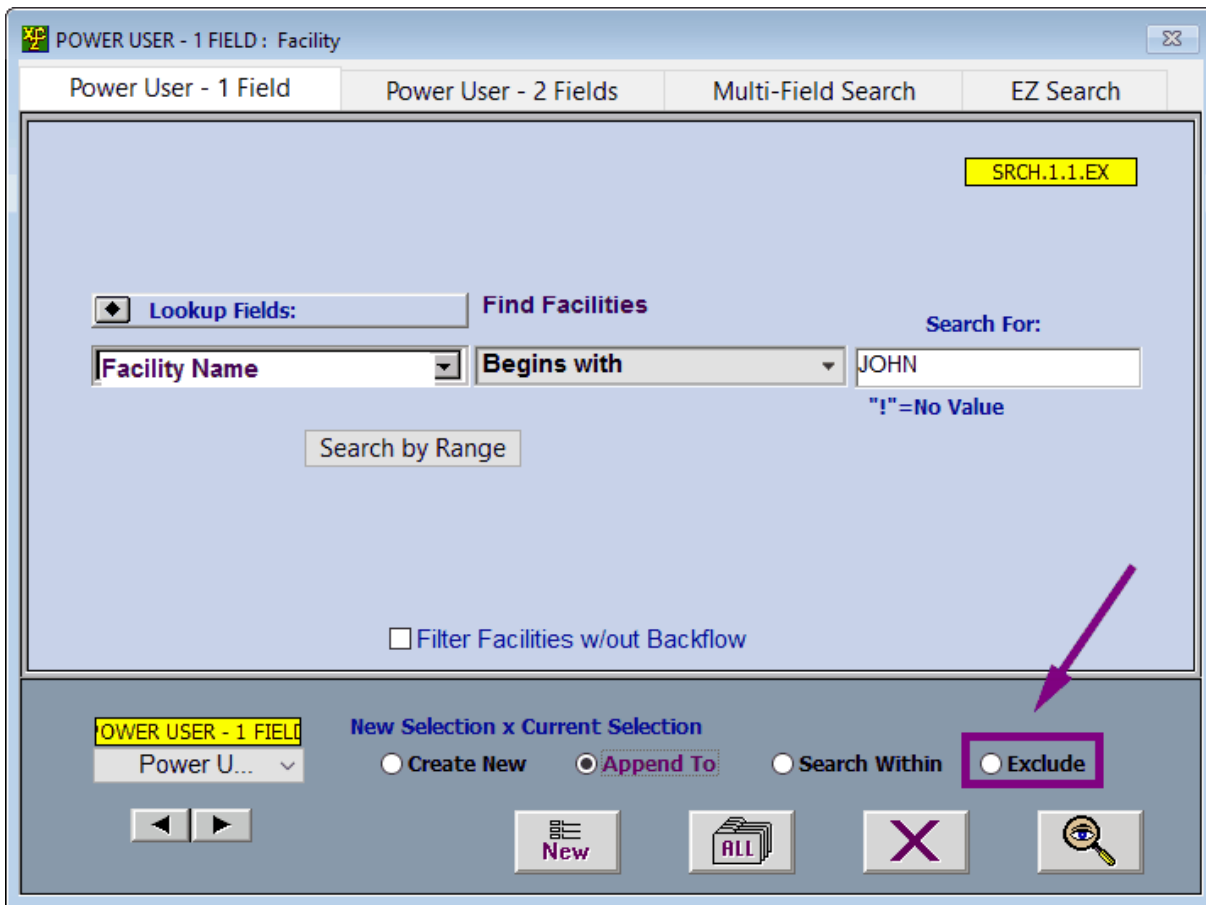 POWER USER - 1 FIELD : Facility
Power User - 1 Field
Power User - 2 Fields
Multi-Field Search
EZ Search
SRCH.1.1.EX
Lookup Fields:
Find Facilities
Search For:
Facility Name
Begins with
JOHN
"!"=No Value
Search by Range
Filter Facilities w/out Backflow
POWER USER - 1 FIELD
New Selection x Current Selection
Power U...
Create New
Append To
Search Within
Exclude
New
ALL